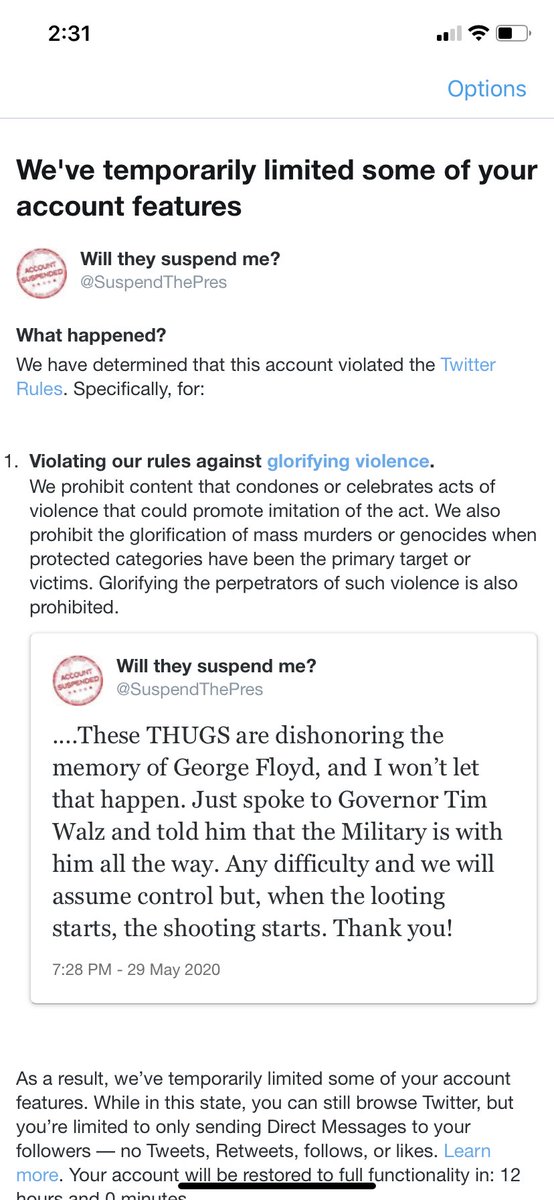 2:31
Options
We've temporarily limited some of your
account features
ACCOUNT
SUSPENDED
Will they suspend me?
@SuspendThePres
What happened?
We have determined that this account violated the Twitter
Rules. Specifically, for:
1. Violating our rules against glorifying violence.
We prohibit content that condones or celebrates acts of
violence that could promote imitation of the act. We also
prohibit the glorification of mass murders or genocides when
protected categories have been the primary target or
victims. Glorifying the perpetrators of such violence is also
prohibited.
ACCOUNT
SUSPENDED
Will they suspend me?
@SuspendThePres
....These THUGS are dishonoring the
memory of George Floyd, and I won’t let
that happen. Just spoke to Governor Tim
Walz and told him that the Military is with
him all the way. Any difficulty and we will
assume control but, when the looting
starts, the shooting starts. Thank you!
7:28 PM - 29 May 2020
As a result, we’ve temporarily limited some of your account
features. While in this state, you can still browse Twitter, but
you’re limited to only sending Direct Messages to your
followers — no Tweets, Retweets, follows, or likes. Learn
more. Your account will be restored to full functionality in: 12
hours and 0 minutes